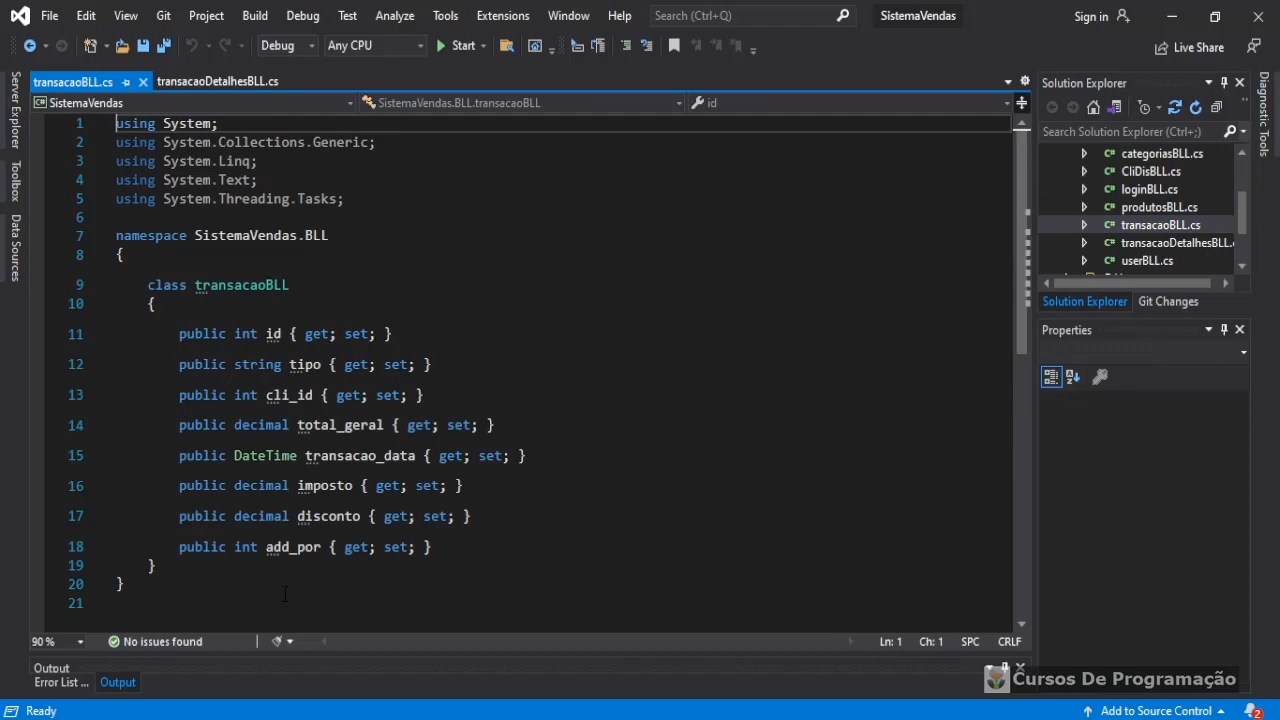 File Edit View Git Project Build Debug Test Analyze Tools Extensions Window Help Search (Ctrl+Q) SistemaVendas Sign in
Debug Any CPU Start Live Share
Server Explorer
Toolbox
Data Sources
transacaoBLL.cs transacaoDetalhesBLL.cs
SistemaVendas SistemaVendas.BLL.transacaoBLL id
1 using System;
2 using System.Collections.Generic;
3 using System.Linq;
4 using System.Text;
5 using System.Threading.Tasks;
6
7 namespace SistemaVendas.BLL
8 {
9 class transacaoBLL
10 {
11 public int id { get; set; }
12 public string tipo { get; set; }
13 public int cli_id { get; set; }
14 public decimal total_geral { get; set; }
15 public DateTime transacao_data { get; set; }
16 public decimal imposto { get; set; }
17 public decimal disconto { get; set; }
18 public int add_por { get; set; }
19 }
20 }
21
90 % No issues found Ln: 1 Ch: 1 SPC CRLF
Output
Error List ... Output
Solution Explorer
Search Solution Explorer (Ctrl+;)
categoriasBLL.cs
CliDisBLL.cs
loginBLL.cs
produtosBLL.cs
transacaoBLL.cs
transacaoDetalhesBLL.c
userBLL.cs
Solution Explorer Git Changes
Properties
Diagnostic Tools
Cursos De Programação
Ready Add to Source Control 2